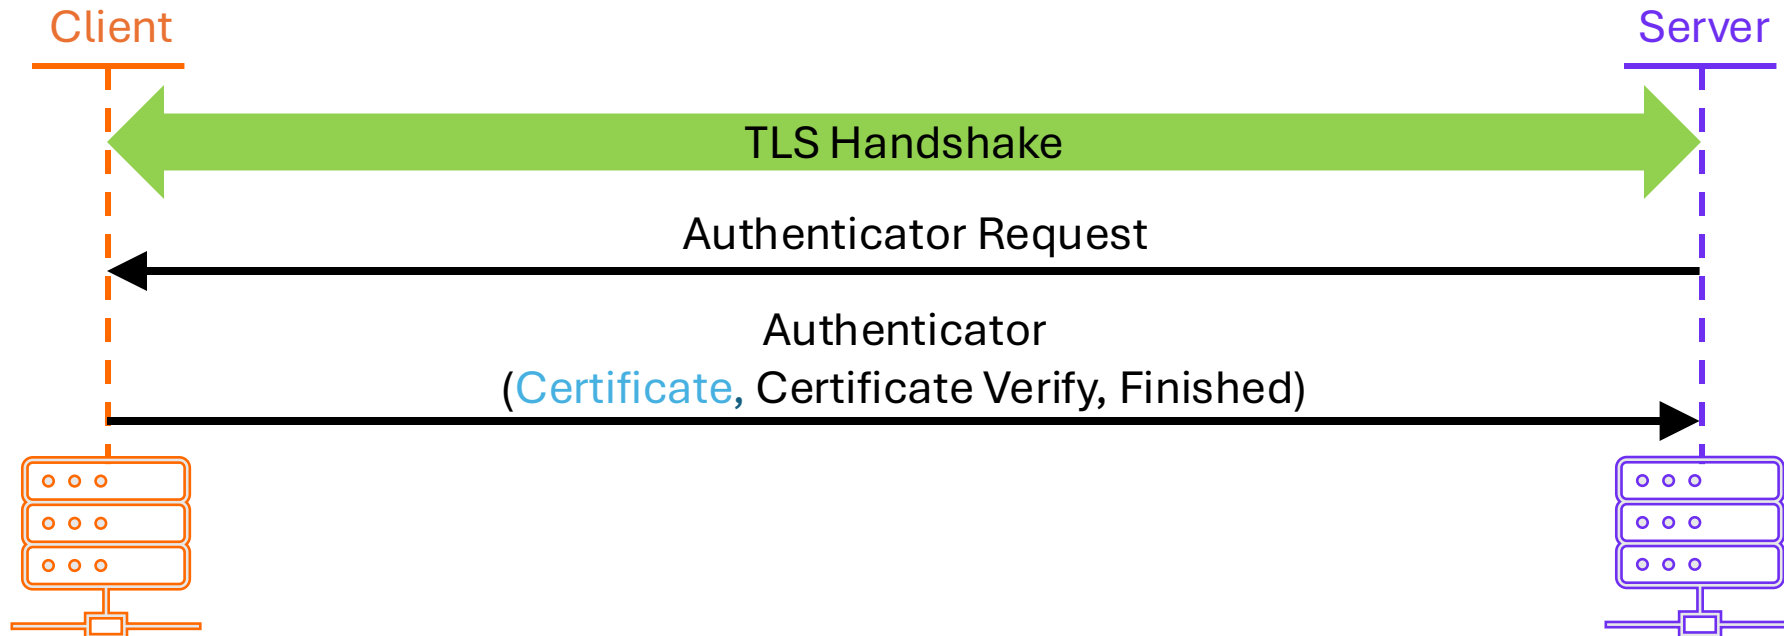 Client
Server
TLS Handshake
Authenticator Request
Authenticator
(Certificate, Certificate Verify, Finished)